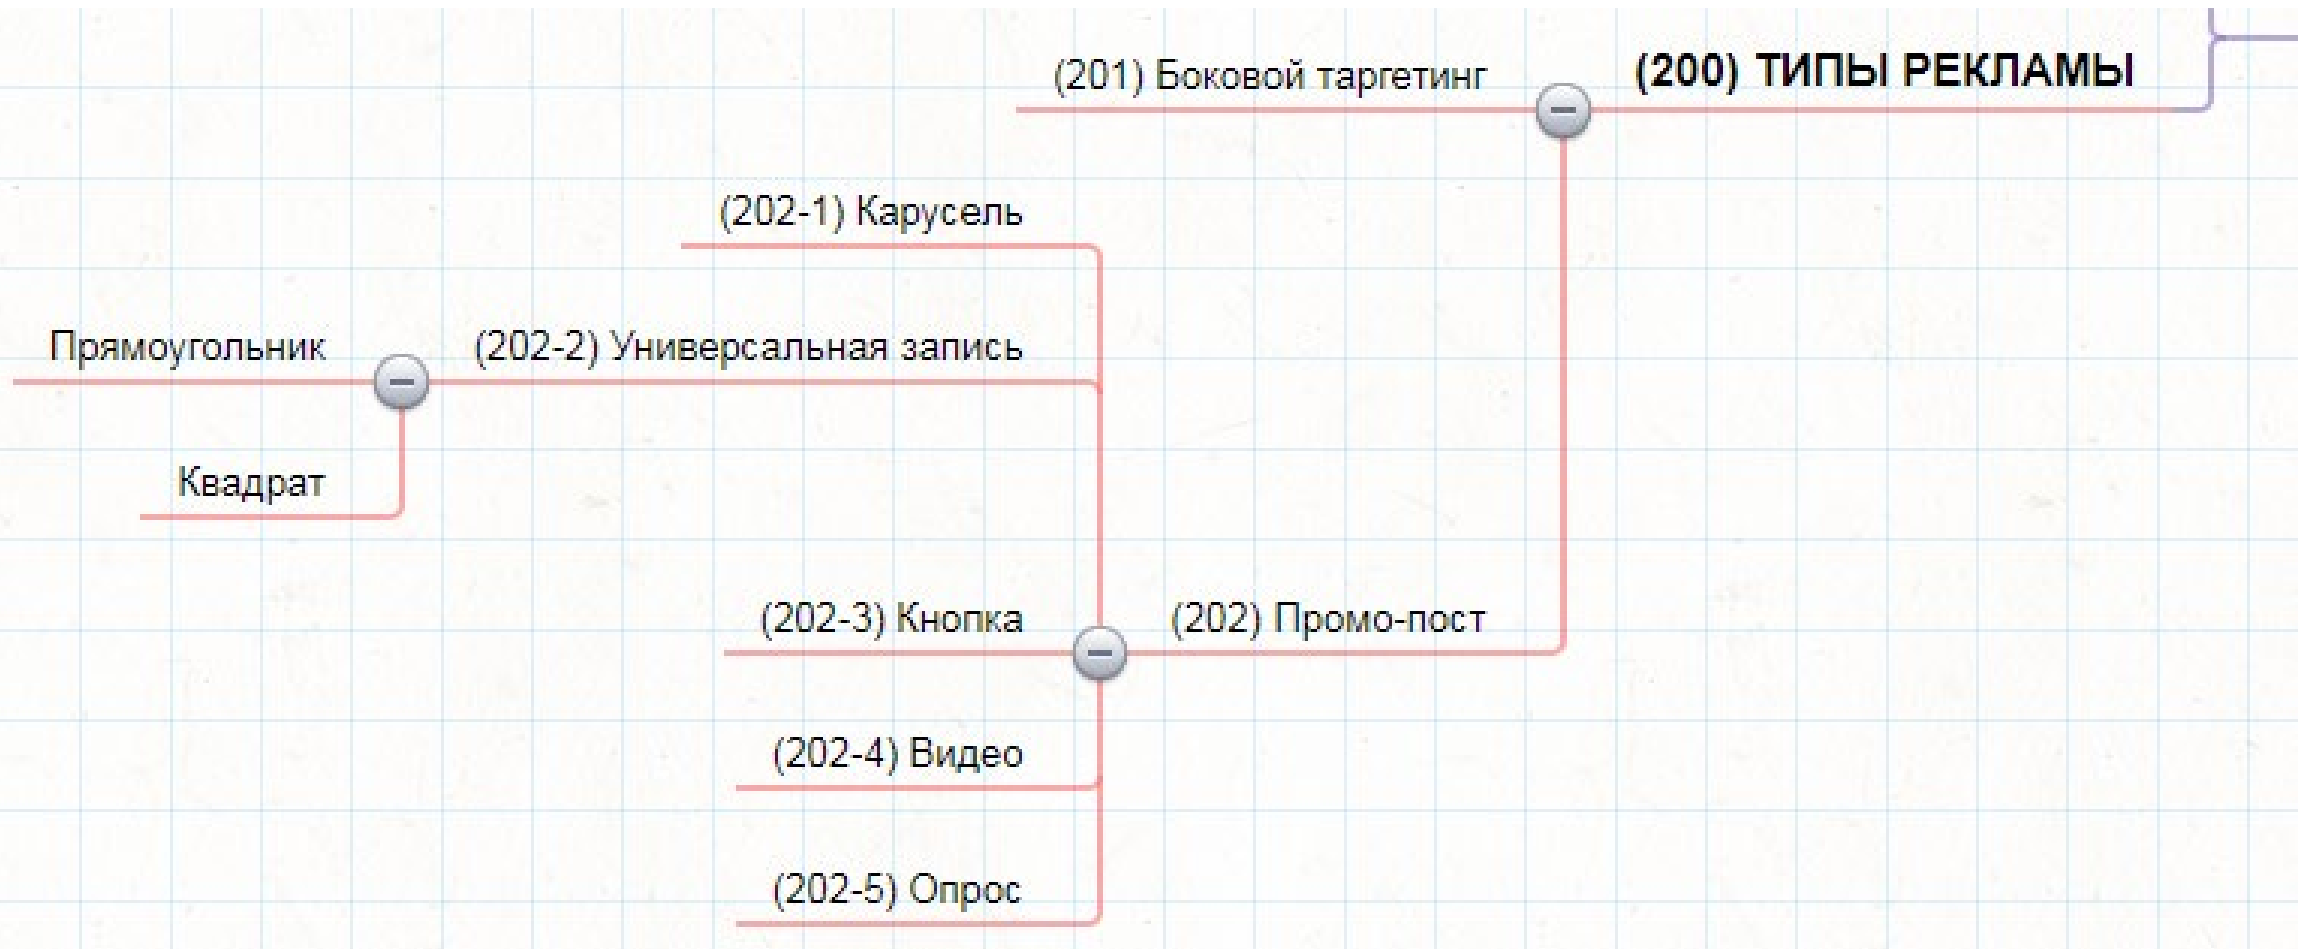 (200) ТИПЫ РЕКЛАМЫ
(201) Боковой таргетинг
(202) Промо-пост
(202-1) Карусель
(202-2) Универсальная запись
Прямоугольник
Квадрат
(202-3) Кнопка
(202-4) Видео
(202-5) Опрос